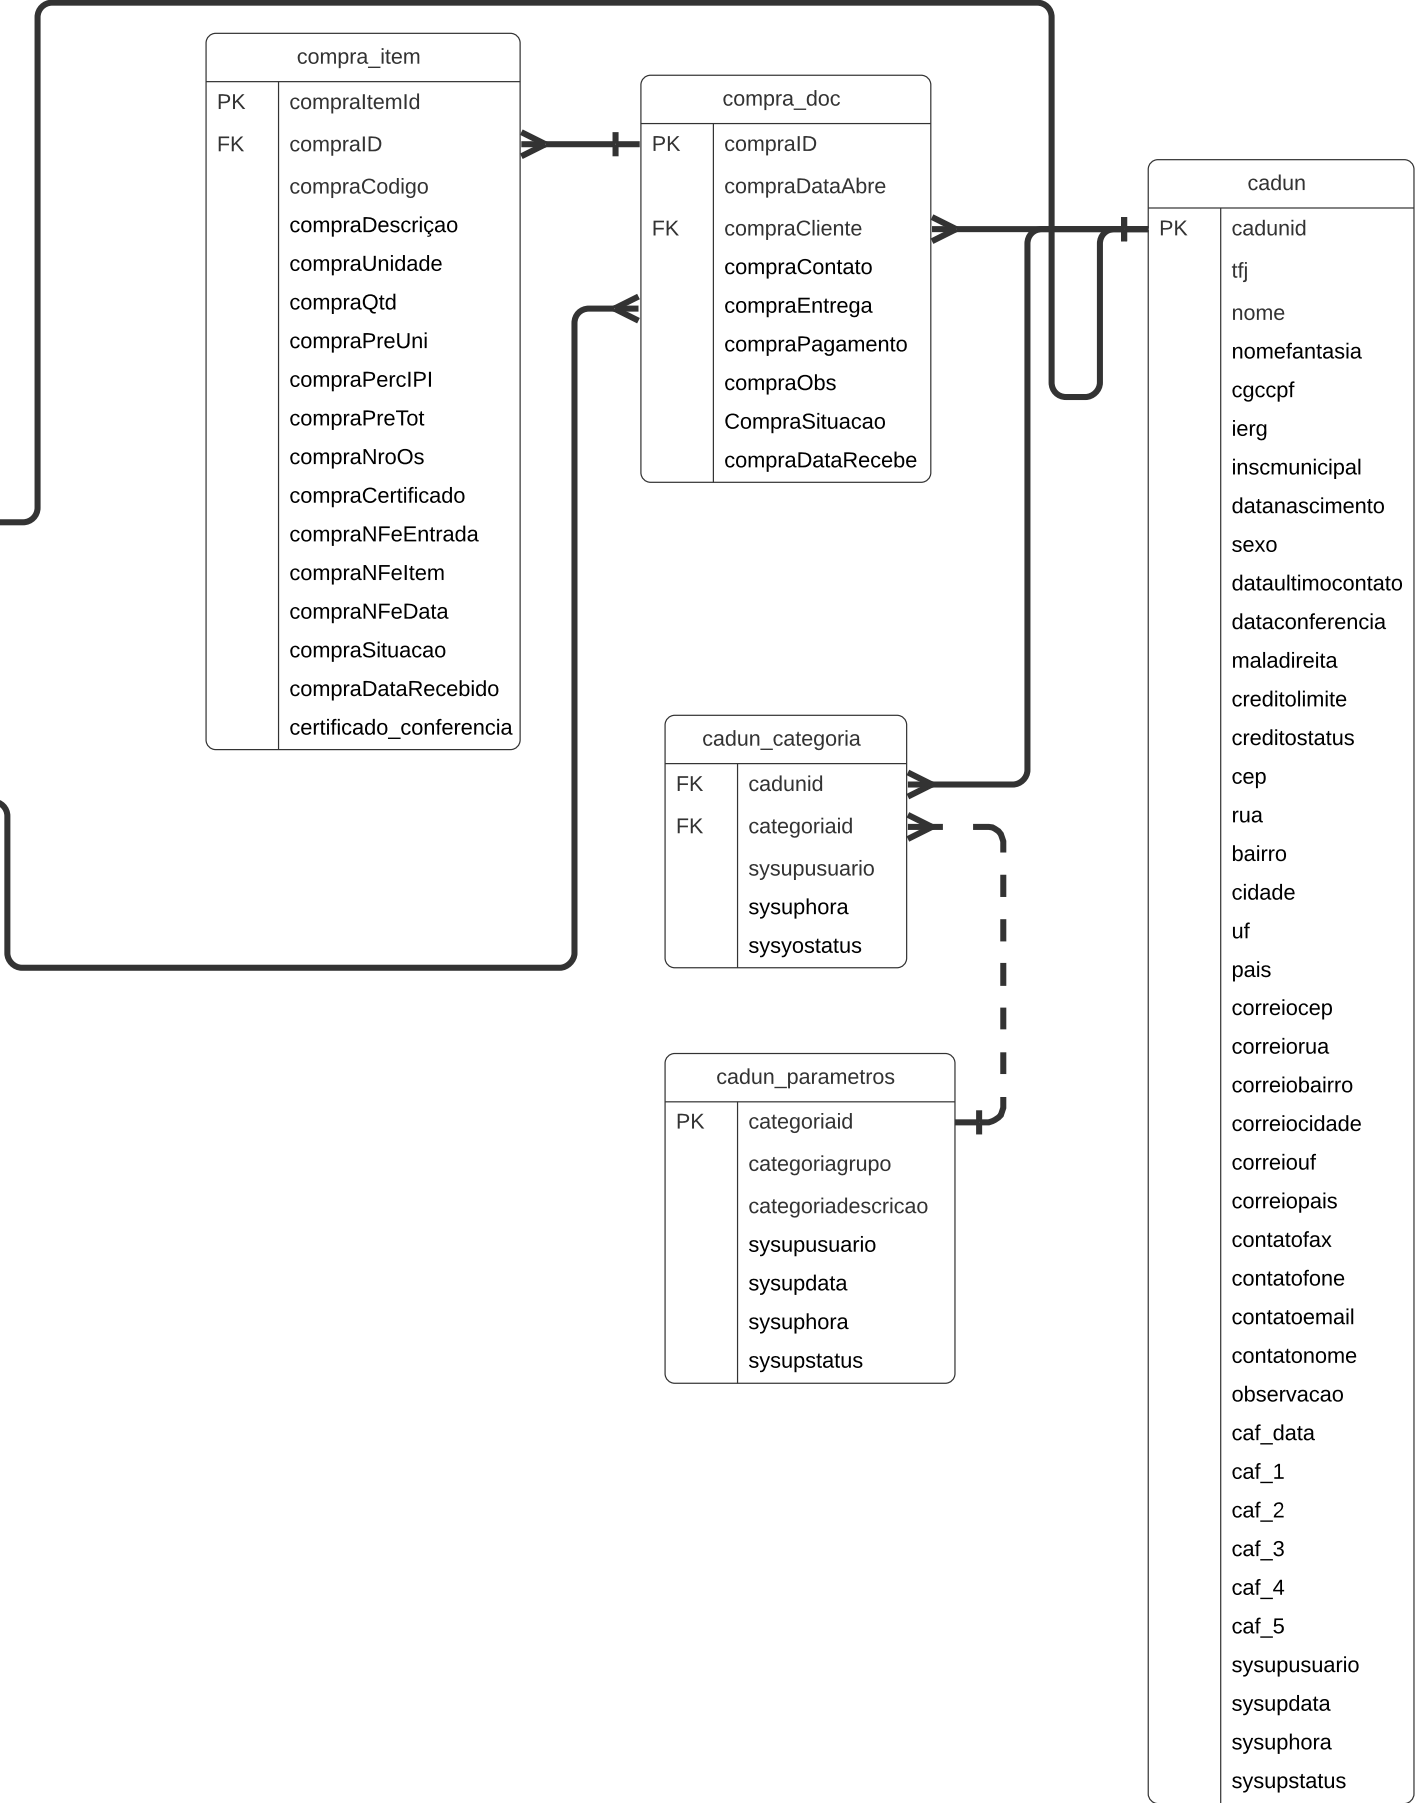 compra_item
PK compraItemId
FK compraID
compraCodigo
compraDescriçao
compraUnidade
compraQtd
compraPreUni
compraPercIPI
compraPreTot
compraNroOs
compraCertificado
compraNFeEntrada
compraNFeItem
compraNFeData
compraSituacao
compraDataRecebido
certificado_conferencia
compra_doc
PK compraID
compraDataAbre
FK compraCliente
compraContato
compraEntrega
compraPagamento
compraObs
CompraSituacao
compraDataRecebe
cadun_categoria
FK cadunid
FK categoriaid
sysupusuario
sysuphora
sysyostatus
cadun_parametros
PK categoriaid
categoriagrupo
categoriadescricao
sysupusuario
sysupdata
sysuphora
sysupstatus
cadun
PK cadunid
tfj
nome
nomefantasia
cgccpf
ierg
inscmunicipal
datanascimento
sexo
dataultimocontato
dataconferencia
maladireita
creditolimite
creditostatus
cep
rua
bairro
cidade
uf
pais
correiocep
correiorua
correiobairro
correiocidade
correiouf
correiopais
contatofax
contatofone
contatoemail
contatonome
observacao
caf_data
caf_1
caf_2
caf_3
caf_4
caf_5
sysupusuario
sysupdata
sysuphora
sysupstatus